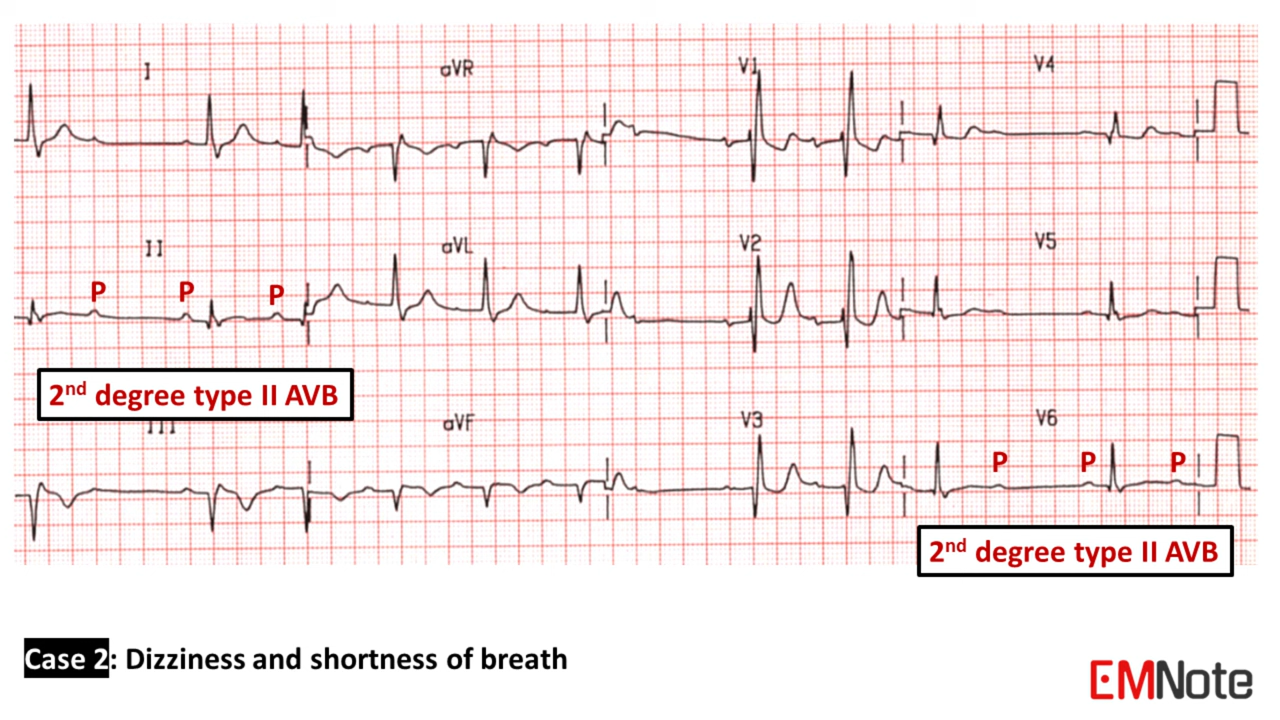 I aVR V1 V4
II aVL V2 V5
P P P
2nd degree type II AVB
III aVF V3 V6
P P P
2nd degree type II AVB
Case 2: Dizziness and shortness of breath
EMNote